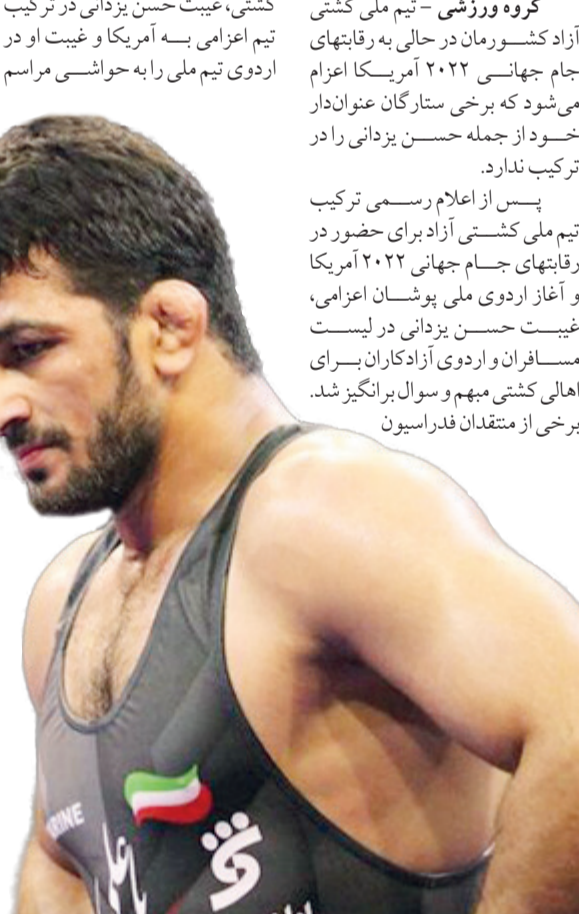 گروه ورزشی - تیم ملی کشتی
آزاد کشورمان در حالی به رقابتهای
جام جهانی ۲۰۲۲ آمریکا اعزام
می‌شود که برخی ستارگان عنوان‌دار
خود از جمله حسن یزدانی را در
ترکیب ندارد.
پس از اعلام رسمی ترکیب
تیم ملی کشتی آزاد برای حضور در
رقابتهای جام جهانی ۲۰۲۲ آمریکا
و آغاز اردوی ملی پوشان اعزامی،
غیبت حسن یزدانی در لیست
مسافران و اردوی آزادکاران برای
اهالی کشتی مبهم و سوال برانگیز شد.
برخی از منتقدان فدراسیون
کشتی، غیبت حسن یزدانی در ترکیب
تیم اعزامی به آمریکا و غیبت او در
اردوی تیم ملی را به حواشی مراسم
RINE
یا علی